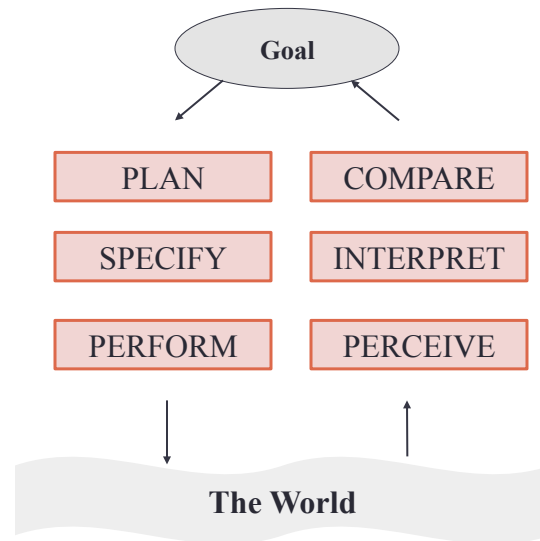 Goal
PLAN
COMPARE
SPECIFY
INTERPRET
PERFORM
PERCEIVE
The World